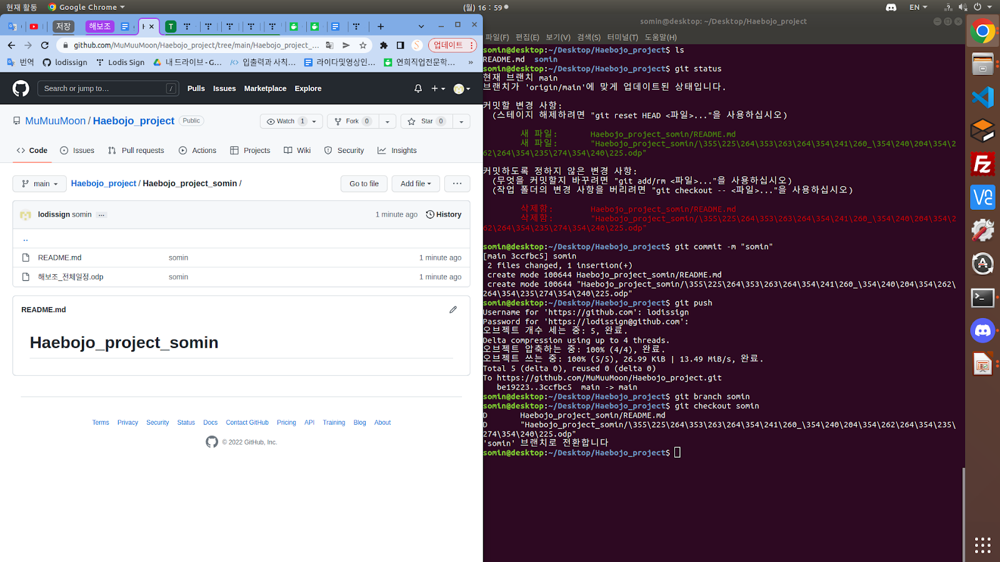 현재 활동 Google Chrome (월) 16 : 59 EN
저장 해보조 H T
github.com/MuMuuMoon/Haebojo_project/tree/main/Haebojo_project_... 업데이트
번역 lodissign Lodis Sign 내 드라이브 - G... 입출력과 사칙... 라이다및영상인... 연희직업전문학... »
Search or jump to... / Pulls Issues Marketplace Explore
MuMuuMoon / Haebojo_project Public Watch 1 Fork 0 Star 0
Code Issues Pull requests Actions Projects Wiki Security Insights
main Haebojo_project / Haebojo_project_somin / Go to file Add file ...
lodissign somin ... 1 minute ago History
..
README.md somin 1 minute ago
해보조_전체일정.odp somin 1 minute ago
README.md
Haebojo_project_somin
Terms Privacy Security Status Docs Contact GitHub Pricing API Training Blog About
© 2022 GitHub, Inc.
somin@desktop: ~/Desktop/Haebojo_project
파일(F) 편집(E) 보기(V) 검색(S) 터미널(T) 도움말(H)
somin@desktop:~/Desktop/Haebojo_project$ ls
README.md somin
somin@desktop:~/Desktop/Haebojo_project$ git status
현재 브랜치 main
브랜치가 'origin/main'에 맞게 업데이트된 상태입니다.
커밋할 변경 사항:
(스테이지 해제하려면 "git reset HEAD <파일>..."을 사용하십시오)
새 파일: Haebojo_project_somin/README.md
새 파일: "Haebojo_project_somin/\355\225\264\353\263\264\354\241\260_\354\240\204\354\2
62\264\354\235\274\354\240\225.odp"
커밋하도록 정하지 않은 변경 사항:
(무엇을 커밋할지 바꾸려면 "git add/rm <파일>..."을 사용하십시오)
(작업 폴더의 변경 사항을 버리려면 "git checkout -- <파일>..."을 사용하십시오)
삭제함: Haebojo_project_somin/README.md
삭제함: "Haebojo_project_somin/\355\225\264\353\263\264\354\241\260_\354\240\204\354\2
62\264\354\235\274\354\240\225.odp"
somin@desktop:~/Desktop/Haebojo_project$ git commit -m "somin"
[main 3ccfbc5] somin
2 files changed, 1 insertion(+)
create mode 100644 Haebojo_project_somin/README.md
create mode 100644 "Haebojo_project_somin/\355\225\264\353\263\264\354\241\260_\354\240\204\354\262\
264\354\235\274\354\240\225.odp"
somin@desktop:~/Desktop/Haebojo_project$ git push
Username for 'https://github.com': lodissign
Password for 'https://lodissign@github.com':
오브젝트 개수 세는 중: 5, 완료.
Delta compression using up to 4 threads.
오브젝트 압축하는 중: 100% (4/4), 완료.
오브젝트 쓰는 중: 100% (5/5), 26.99 KiB | 13.49 MiB/s, 완료.
Total 5 (delta 0), reused 0 (delta 0)
To https://github.com/MuMuuMoon/Haebojo_project.git
be19223..3ccfbc5 main -> main
somin@desktop:~/Desktop/Haebojo_project$ git branch somin
somin@desktop:~/Desktop/Haebojo_project$ git checkout somin
D Haebojo_project_somin/README.md
D "Haebojo_project_somin/\355\225\264\353\263\264\354\241\260_\354\240\204\354\262\264\354\235\
274\354\240\225.odp"
'somin' 브랜치로 전환합니다
somin@desktop:~/Desktop/Haebojo_project$